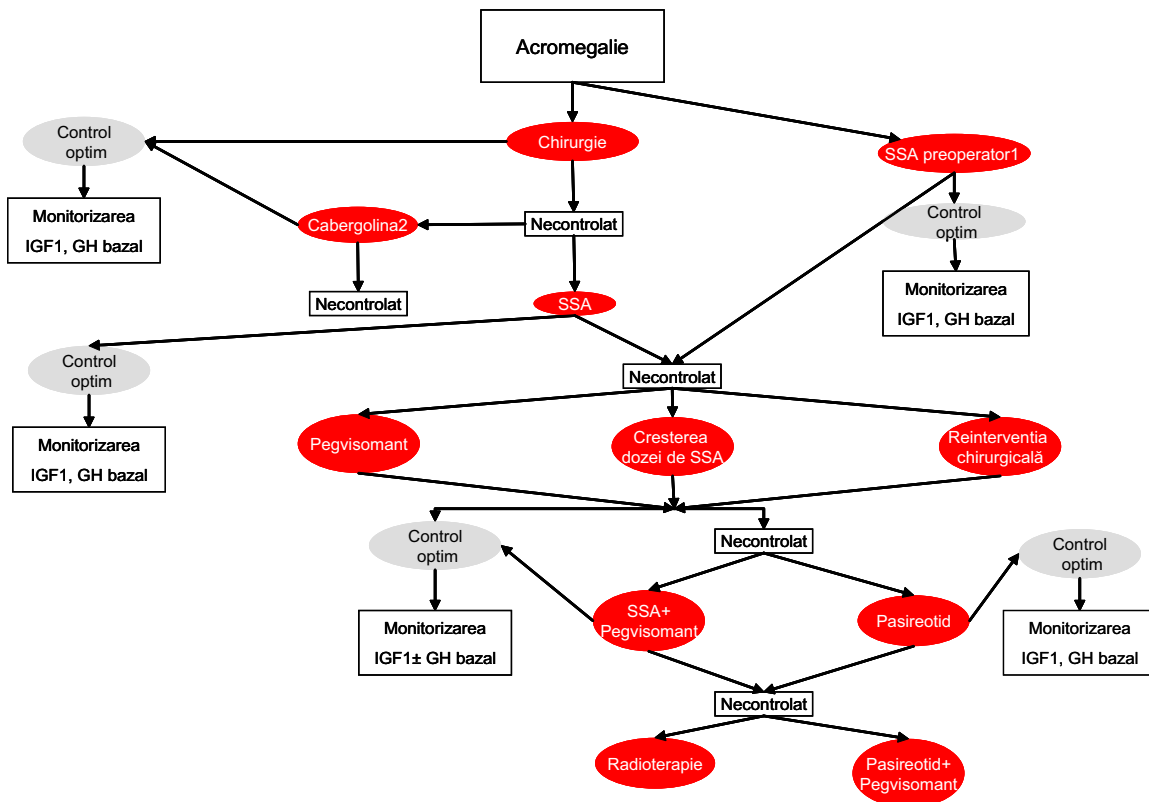 Acromegalie
Control
optim
Chirurgie
SSA preoperator1
Monitorizarea
IGF1, GH bazal
Cabergolina2
Necontrolat
Control
optim
Necontrolat
SSA
Monitorizarea
IGF1, GH bazal
Control
optim
Necontrolat
Monitorizarea
IGF1, GH bazal
Pegvisomant
Cresterea
dozei de SSA
Reinterventia
chirurgicală
Control
optim
Necontrolat
Control
optim
Monitorizarea
IGF1± GH bazal
SSA+
Pegvisomant
Pasireotid
Monitorizarea
IGF1, GH bazal
Necontrolat
Radioterapie
Pasireotid+
Pegvisomant